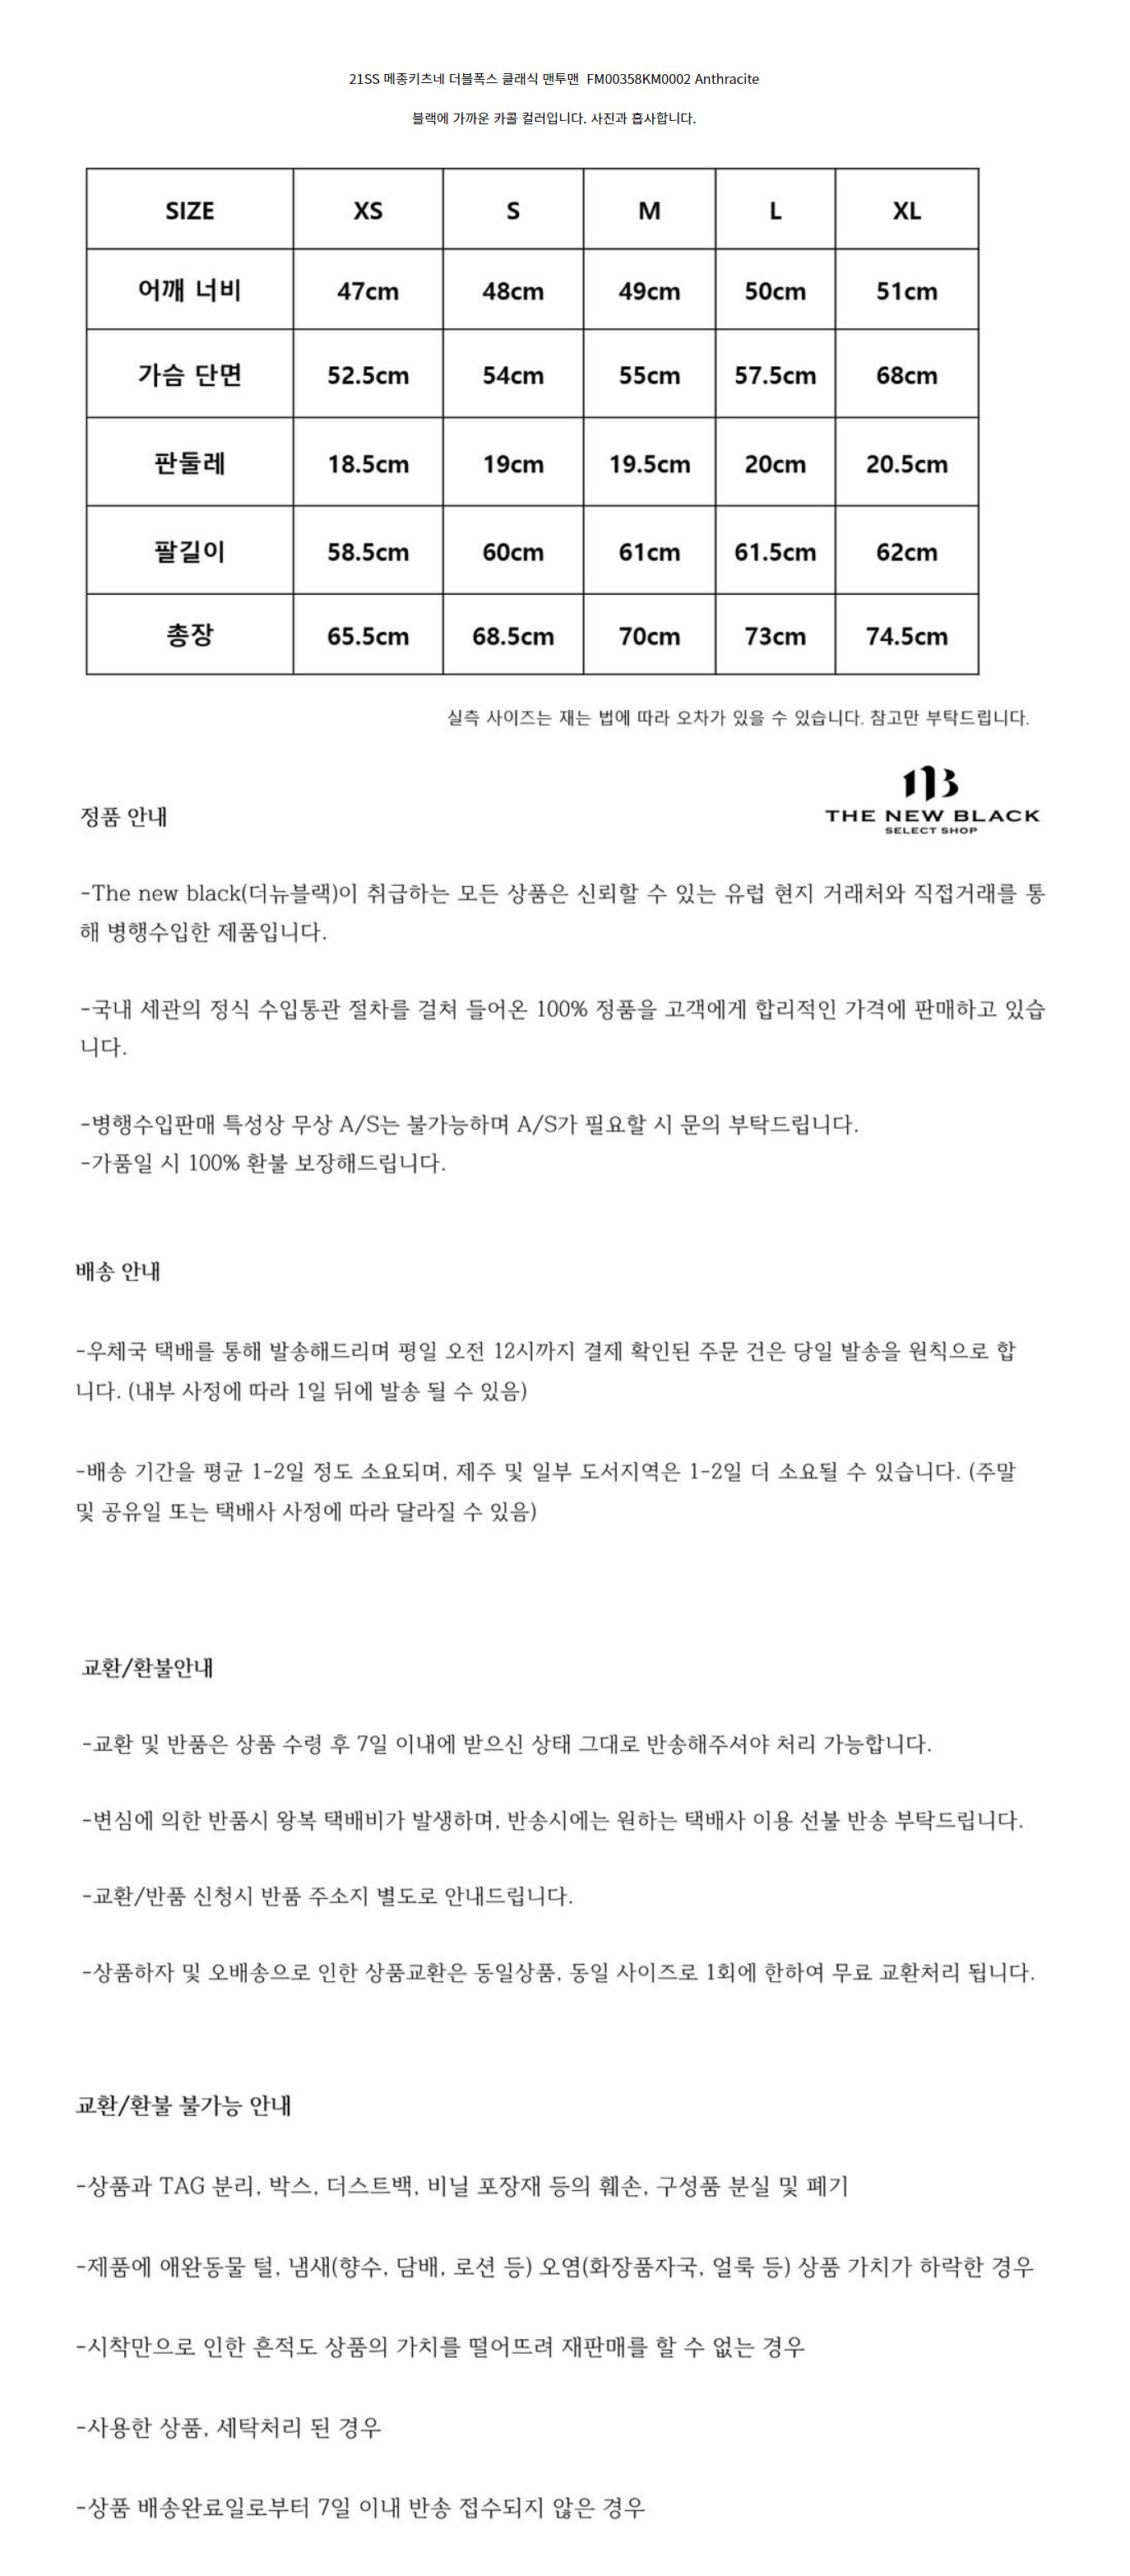 21SS 메종키츠네 더블폭스 클래식 맨투맨 FM00358KM0002 Anthracite
블랙에 가까운 카콜 컬러입니다. 사진과 흡사합니다.
SIZE XS S M L XL
어깨 너비 47cm 48cm 49cm 50cm 51cm
가슴 단면 52.5cm 54cm 55cm 57.5cm 68cm
판둘레 18.5cm 19cm 19.5cm 20cm 20.5cm
팔길이 58.5cm 60cm 61cm 61.5cm 62cm
총장 65.5cm 68.5cm 70cm 73cm 74.5cm
실측 사이즈는 재는 법에 따라 오차가 있을 수 있습니다. 참고만 부탁드립니다.
THE NEW BLACK
SELECT SHOP
정품 안내
-The new black(더뉴블랙)이 취급하는 모든 상품은 신뢰할 수 있는 유럽 현지 거래처와 직접거래를 통
해 병행수입한 제품입니다.
-국내 세관의 정식 수입통관 절차를 걸쳐 들어온 100% 정품을 고객에게 합리적인 가격에 판매하고 있습
니다.
-병행수입판매 특성상 무상 A/S는 불가능하며 A/S가 필요할 시 문의 부탁드립니다.
-가품일 시 100% 환불 보장해드립니다.
배송 안내
-우체국 택배를 통해 발송해드리며 평일 오전 12시까지 결제 확인된 주문 건은 당일 발송을 원칙으로 합
니다. (내부 사정에 따라 1일 뒤에 발송 될 수 있음)
-배송 기간을 평균 1-2일 정도 소요되며, 제주 및 일부 도서지역은 1-2일 더 소요될 수 있습니다. (주말
및 공유일 또는 택배사 사정에 따라 달라질 수 있음)
교환/환불안내
-교환 및 반품은 상품 수령 후 7일 이내에 받으신 상태 그대로 반송해주셔야 처리 가능합니다.
-변심에 의한 반품시 왕복 택배비가 발생하며, 반송시에는 원하는 택배사 이용 선불 반송 부탁드립니다.
-교환/반품 신청시 반품 주소지 별도로 안내드립니다.
-상품하자 및 오배송으로 인한 상품교환은 동일상품, 동일 사이즈로 1회에 한하여 무료 교환처리 됩니다.
교환/환불 불가능 안내
-상품과 TAG 분리, 박스, 더스트백, 비닐 포장재 등의 훼손, 구성품 분실 및 폐기
-제품에 애완동물 털, 냄새(향수, 담배, 로션 등) 오염(화장품자국, 얼룩 등) 상품 가치가 하락한 경우
-시착만으로 인한 흔적도 상품의 가치를 떨어뜨려 재판매를 할 수 없는 경우
-사용한 상품, 세탁처리 된 경우
-상품 배송완료일로부터 7일 이내 반송 접수되지 않은 경우